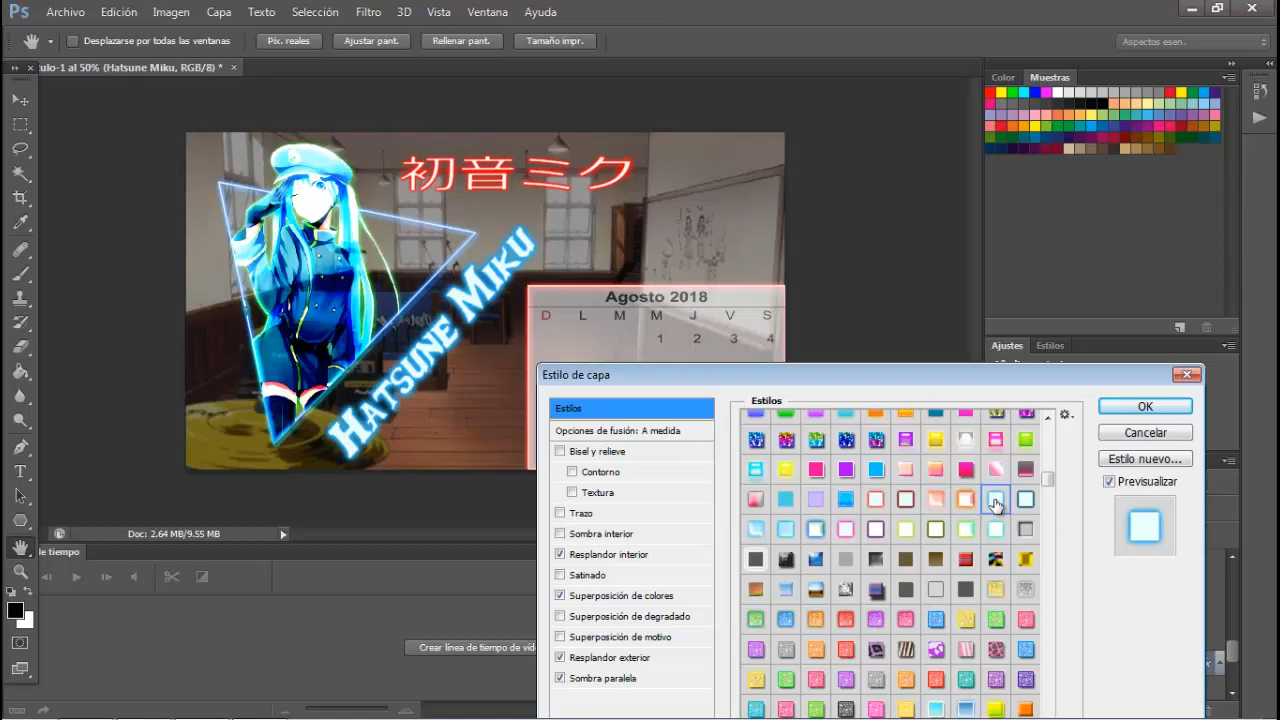 Ps Archivo Edición Imagen Capa Texto Selección Filtro 3D Vista Ventana Ayuda
Desplazarse por todas las ventanas Píx. reales Ajustar pant. Rellenar pant. Tamaño impr. Aspectos esen.
ulo-1 al 50% (Hatsune Miku, RGB/8) * ×
Color Muestras
初音ミク
Hatsune Miku
Agosto 2018
D L M M J V S
1 2 3 4
Ajustes Estilos
Estilo de capa
Estilos
Estilos
OK
Opciones de fusión: A medida
Cancelar
Bisel y relieve
Estilo nuevo...
Contorno
Previsualizar
Textura
Trazo
Sombra interior
Doc: 2.64 MB/9.55 MB
Resplandor interior
de tiempo
Satinado
Superposición de colores
Superposición de degradado
Superposición de motivo
Crear línea de tiempo de víd
Resplandor exterior
Sombra paralela